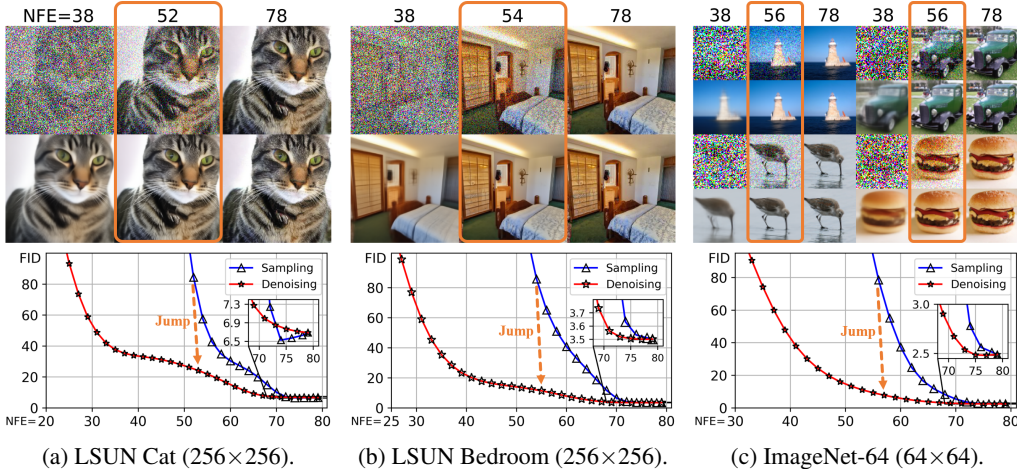 NFE=38 52 78
38 54 78
38 56 78 38 56 78
FID
80
60
40
20
0
NFE= 20 30 40 50 60 70 80
Sampling
Denoising
Jump
7.3
6.9
6.5
70 75 80
FID
80
60
40
20
0
NFE= 25 30 40 50 60 70 80
Sampling
Denoising
Jump
3.6
3.5
70 75 80
FID
80
60
40
20
0
NFE= 30 40 50 60 70 80
Sampling
Denoising
Jump
3.0
2.5
70 75 80
(a) LSUN Cat (256×256).
(b) LSUN Bedroom (256×256).
(c) ImageNet-64 (64×64).